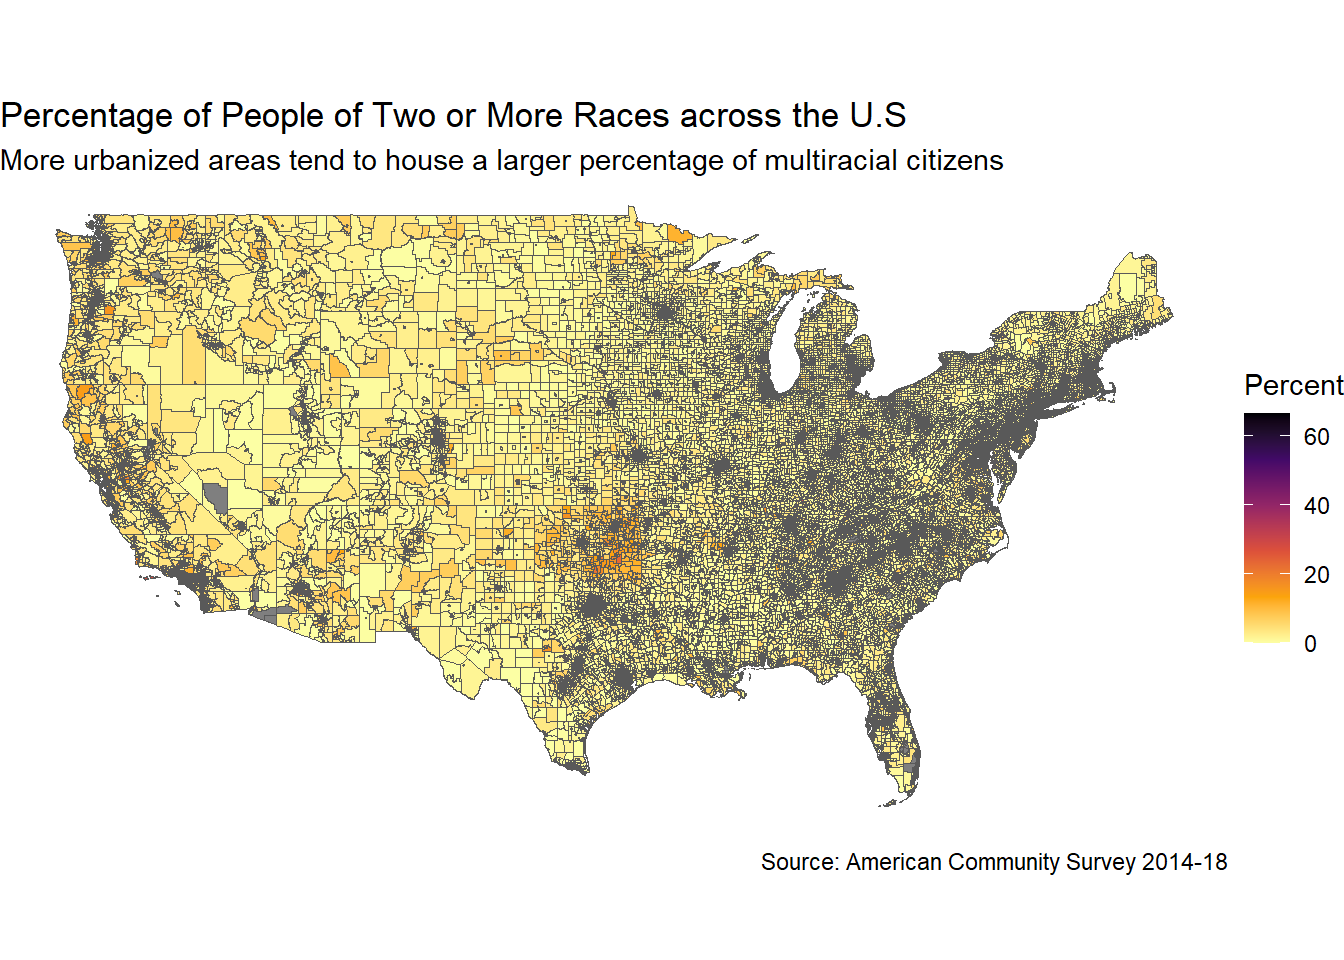 Percentage of People of Two or More Races across the U.S
More urbanized areas tend to house a larger percentage of multiracial citizens
Percent
60
40
20
0
Source: American Community Survey 2014-18